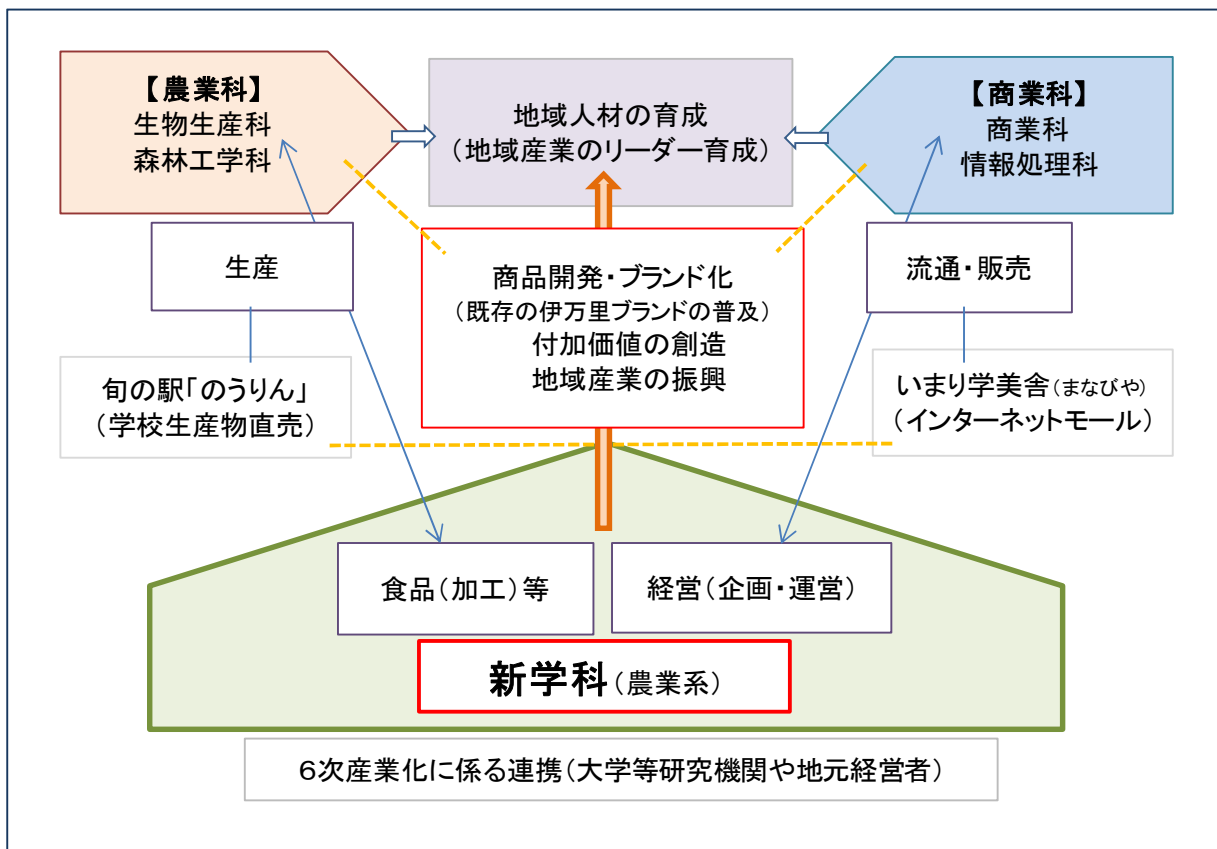 【農業科】
生物生産科
森林工学科
地域人材の育成
（地域産業のリーダー育成）
【商業科】
商業科
情報処理科
生産
商品開発・ブランド化
（既存の伊万里ブランドの普及）
付加価値の創造
地域産業の振興
流通・販売
旬の駅「のうりん」
（学校生産物直売）
いまり学美舎（まなびや）
（インターネットモール）
食品（加工）等
経営（企画・運営）
新学科（農業系）
６次産業化に係る連携（大学等研究機関や地元経営者）